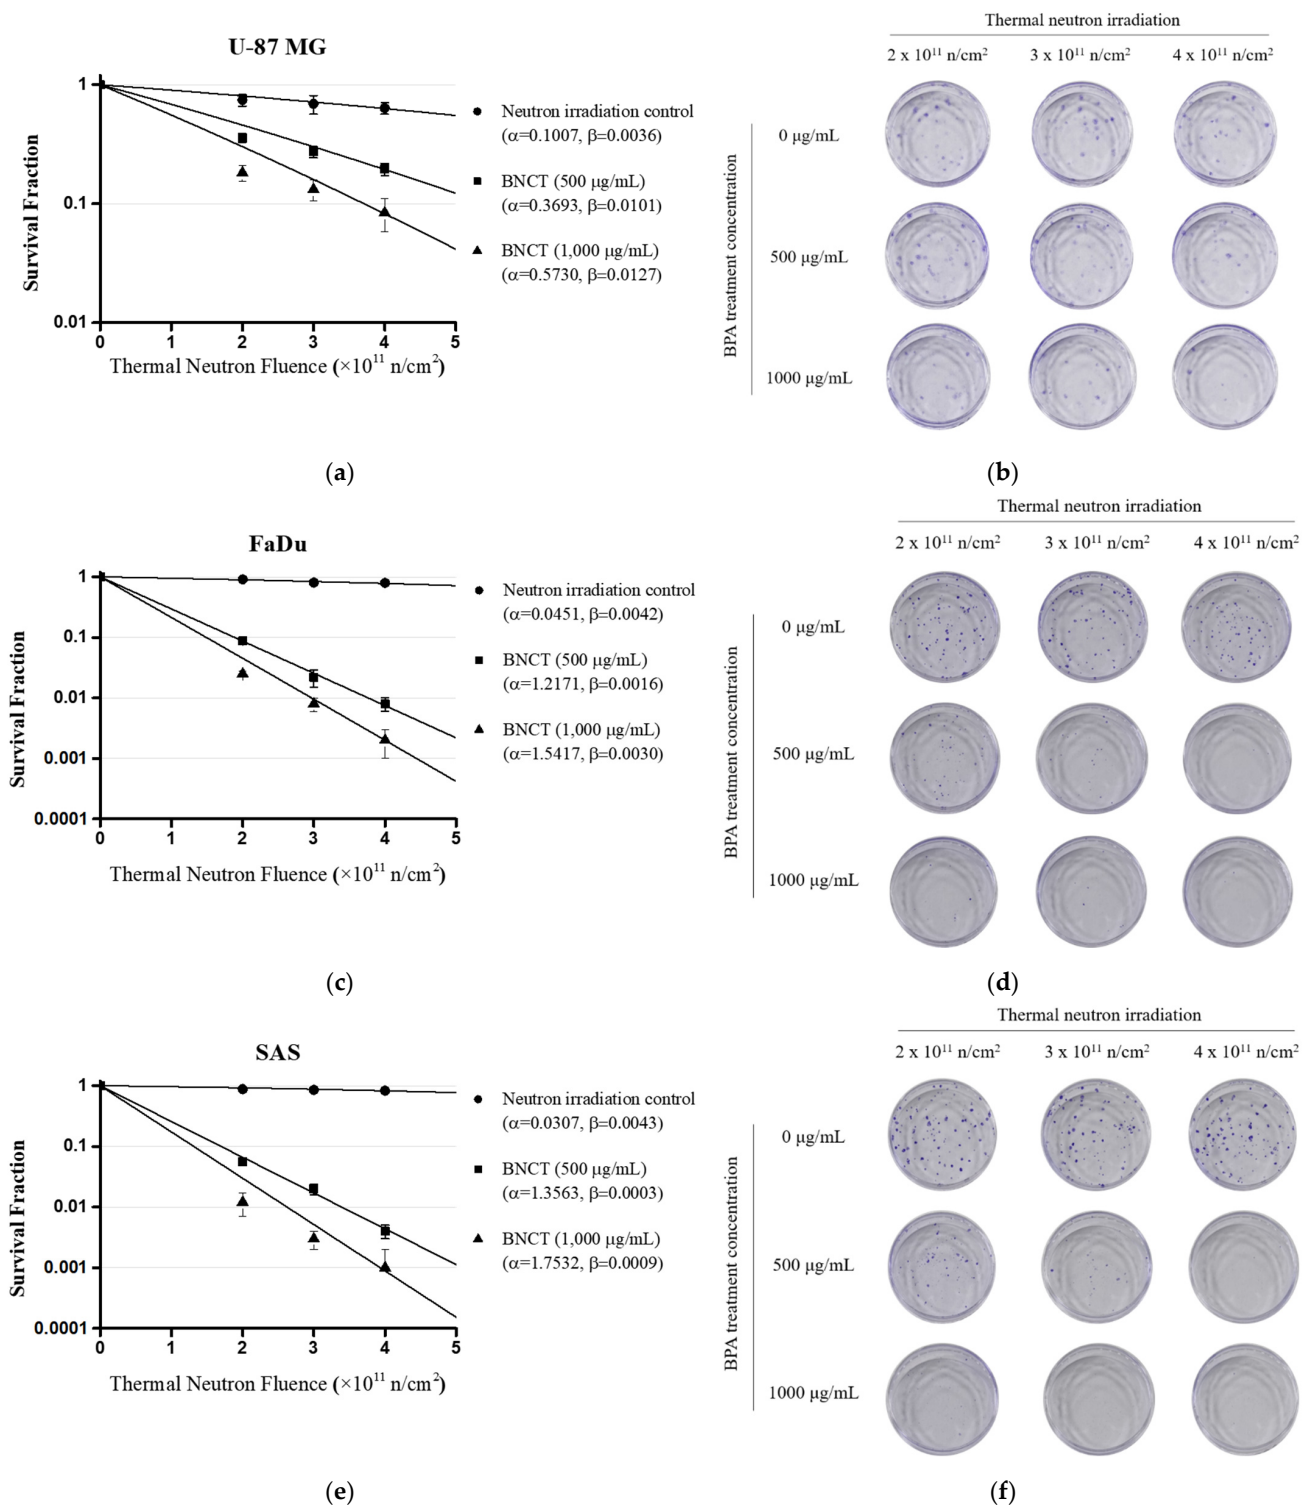 U-87 MG
Survival Fraction
1
0.1
0.01
0 1 2 3 4 5
Thermal Neutron Fluence (×10¹¹ n/cm²)
Neutron irradiation control
(α=0.1007, β=0.0036)
BNCT (500 μg/mL)
(α=0.3693, β=0.0101)
BNCT (1,000 μg/mL)
(α=0.5730, β=0.0127)
(a)
Thermal neutron irradiation
2 x 10¹¹ n/cm² 3 x 10¹¹ n/cm² 4 x 10¹¹ n/cm²
BPA treatment concentration
0 μg/mL
500 μg/mL
1000 μg/mL
(b)
FaDu
Survival Fraction
1
0.1
0.01
0.001
0.0001
0 1 2 3 4 5
Thermal Neutron Fluence (×10¹¹ n/cm²)
Neutron irradiation control
(α=0.0451, β=0.0042)
BNCT (500 μg/mL)
(α=1.2171, β=0.0016)
BNCT (1,000 μg/mL)
(α=1.5417, β=0.0030)
(c)
Thermal neutron irradiation
2 x 10¹¹ n/cm² 3 x 10¹¹ n/cm² 4 x 10¹¹ n/cm²
BPA treatment concentration
0 μg/mL
500 μg/mL
1000 μg/mL
(d)
SAS
Survival Fraction
1
0.1
0.01
0.001
0.0001
0 1 2 3 4 5
Thermal Neutron Fluence (×10¹¹ n/cm²)
Neutron irradiation control
(α=0.0307, β=0.0043)
BNCT (500 μg/mL)
(α=1.3563, β=0.0003)
BNCT (1,000 μg/mL)
(α=1.7532, β=0.0009)
(e)
Thermal neutron irradiation
2 x 10¹¹ n/cm² 3 x 10¹¹ n/cm² 4 x 10¹¹ n/cm²
BPA treatment concentration
0 μg/mL
500 μg/mL
1000 μg/mL
(f)